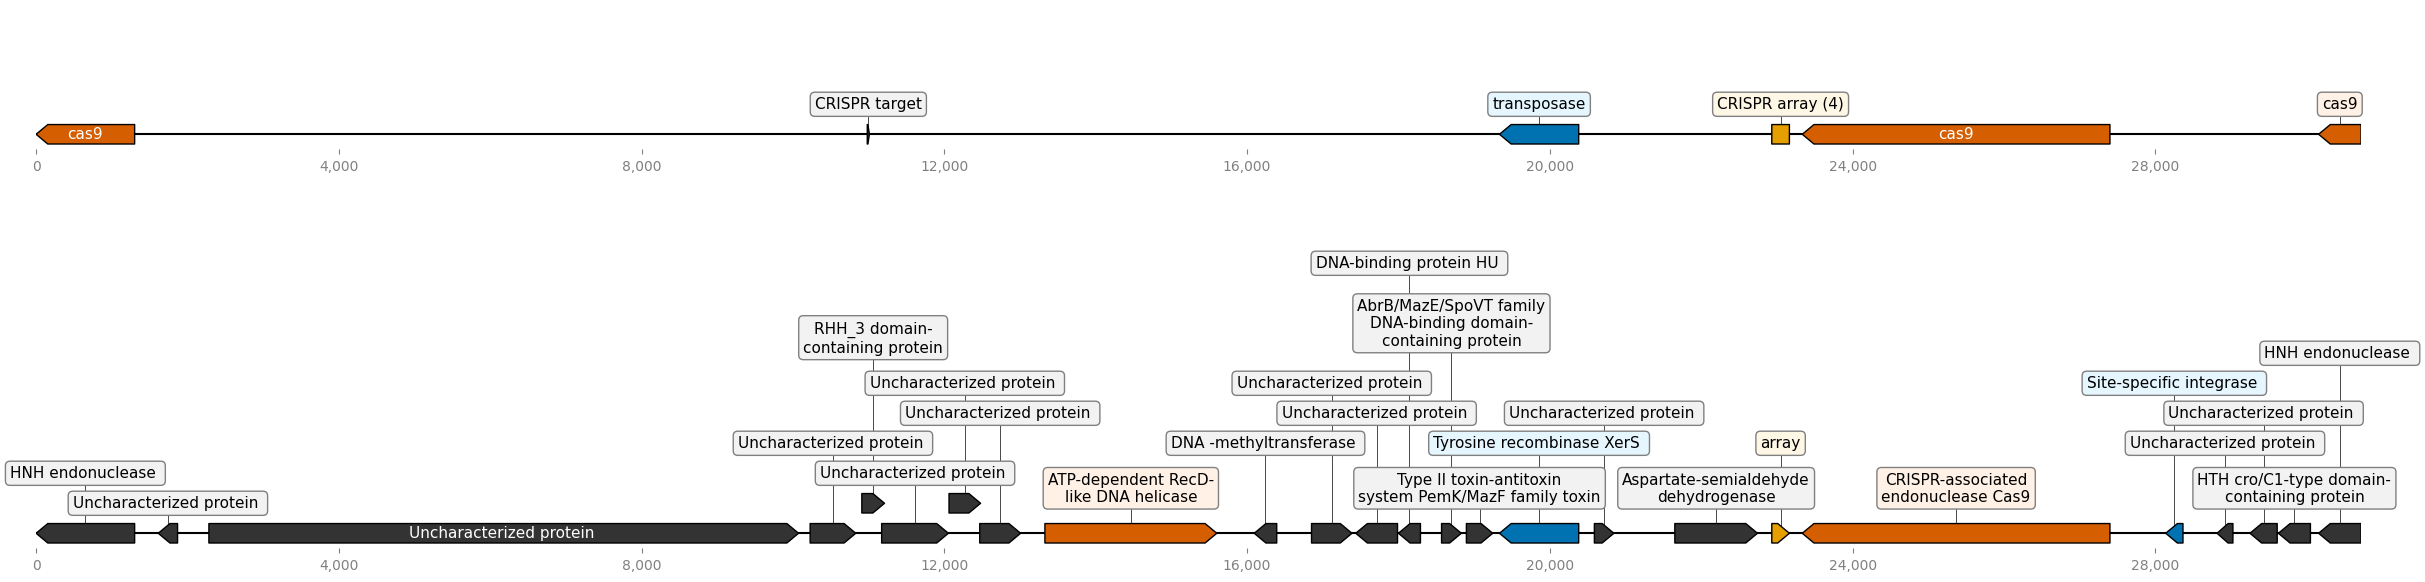 CRISPR target
transposase
CRISPR array (4)
cas9
cas9
cas9
0
4,000
8,000
12,000
16,000
20,000
24,000
28,000
DNA-binding protein HU
AbrB/MazE/SpoVT family
DNA-binding domain-
containing protein
RHH_3 domain-
containing protein
HNH endonuclease
Uncharacterized protein
Uncharacterized protein
Site-specific integrase
Uncharacterized protein
Uncharacterized protein
Uncharacterized protein
Uncharacterized protein
Uncharacterized protein
DNA -methyltransferase
Tyrosine recombinase XerS
array
Uncharacterized protein
HNH endonuclease
Uncharacterized protein
ATP-dependent RecD-
like DNA helicase
Type II toxin-antitoxin
system PemK/MazF family toxin
Aspartate-semialdehyde
dehydrogenase
CRISPR-associated
endonuclease Cas9
HTH cro/C1-type domain-
containing protein
Uncharacterized protein
Uncharacterized protein
0
4,000
8,000
12,000
16,000
20,000
24,000
28,000